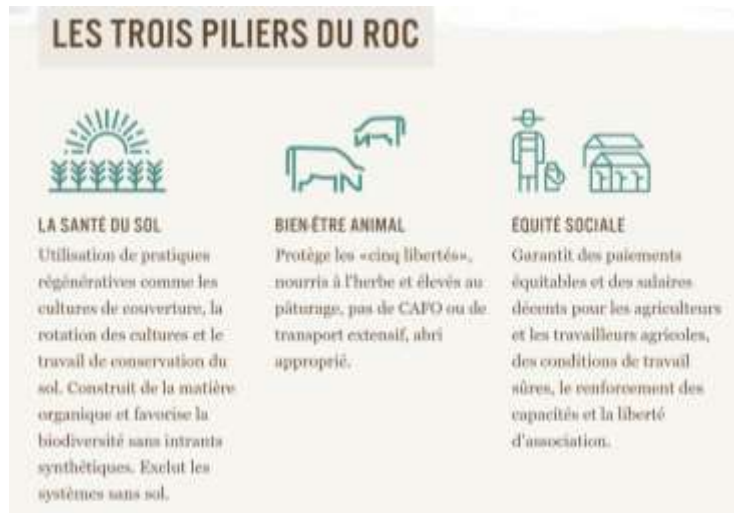 LES TROIS PILIERS DU ROC
LA SANTÉ DU SOL
Utilisation de pratiques
régénératives comme les
cultures de couverture, la
rotation des cultures et le
travail de conservation du
sol. Construit de la matière
organique et favorise la
biodiversité sans intrants
synthétiques. Exclut les
systèmes sans sol.
BIEN-ÊTRE ANIMAL
Protège les «cinq libertés»,
nourris à l'herbe et élevés au
pâturage, pas de CAFO ou de
transport extensif, abri
approprié.
ÉQUITÉ SOCIALE
Garantit des paiements
équitables et des salaires
décents pour les agriculteurs
et les travailleurs agricoles,
des conditions de travail
sûres, le renforcement des
capacités et la liberté
d'association.